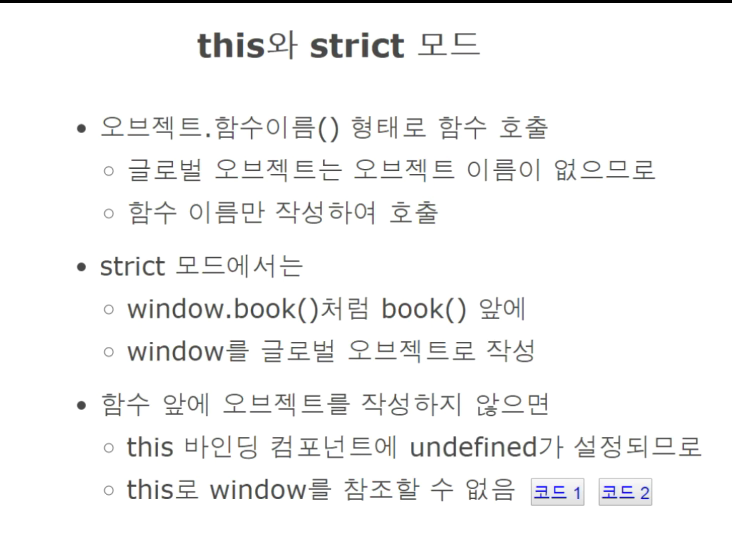 this와 strict 모드
• 오브젝트.함수이름() 형태로 함수 호출
○ 글로벌 오브젝트는 오브젝트 이름이 없으므로
○ 함수 이름만 작성하여 호출
• strict 모드에서는
○ window.book()처럼 book() 앞에
○ window를 글로벌 오브젝트로 작성
• 함수 앞에 오브젝트를 작성하지 않으면
○ this 바인딩 컴포넌트에 undefined가 설정되므로
○ this로 window를 참조할 수 없음 코드 1 코드 2